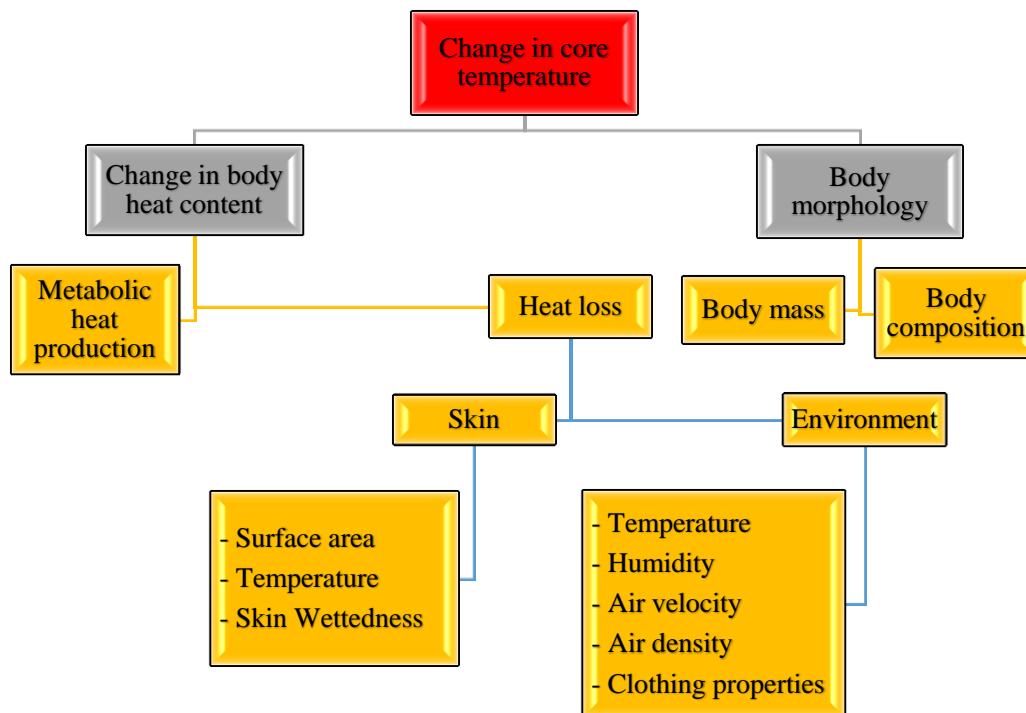 Change in core
temperature
Change in body
heat content
Body
morphology
Metabolic
heat
production
Heat loss
Body mass
Body
composition
Skin
Environment
- Surface area
- Temperature
- Skin Wettedness
- Temperature
- Humidity
- Air velocity
- Air density
- Clothing properties